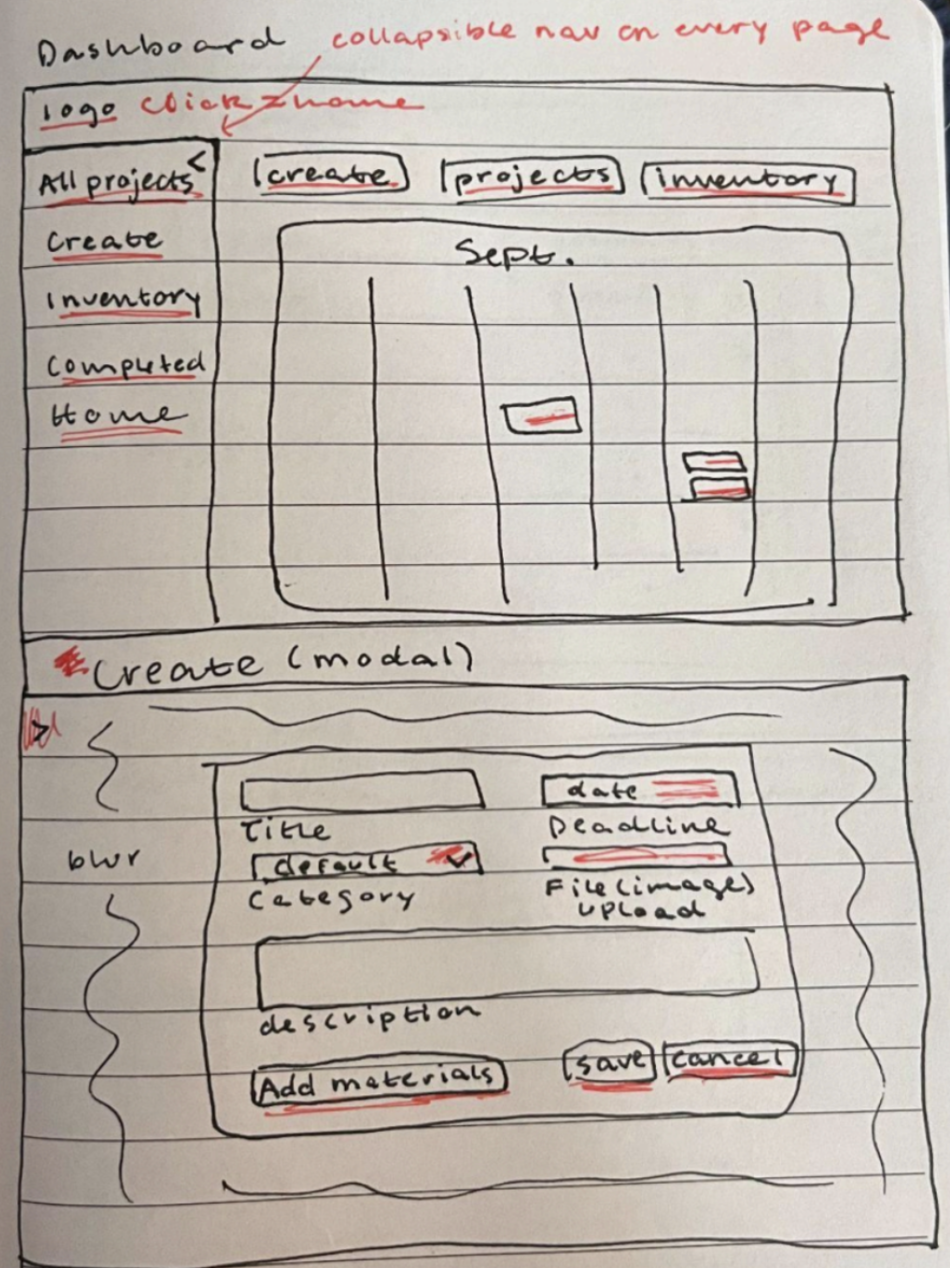 Dashboard collapsible nav on every page
logo click = home
All projects <
create projects inventory
Create
Sept.
Inventory
Completed
Home
Create (modal)
>
date
Title
Deadline
default
Category
File (image)
upload
blur
description
Add materials
save cancel